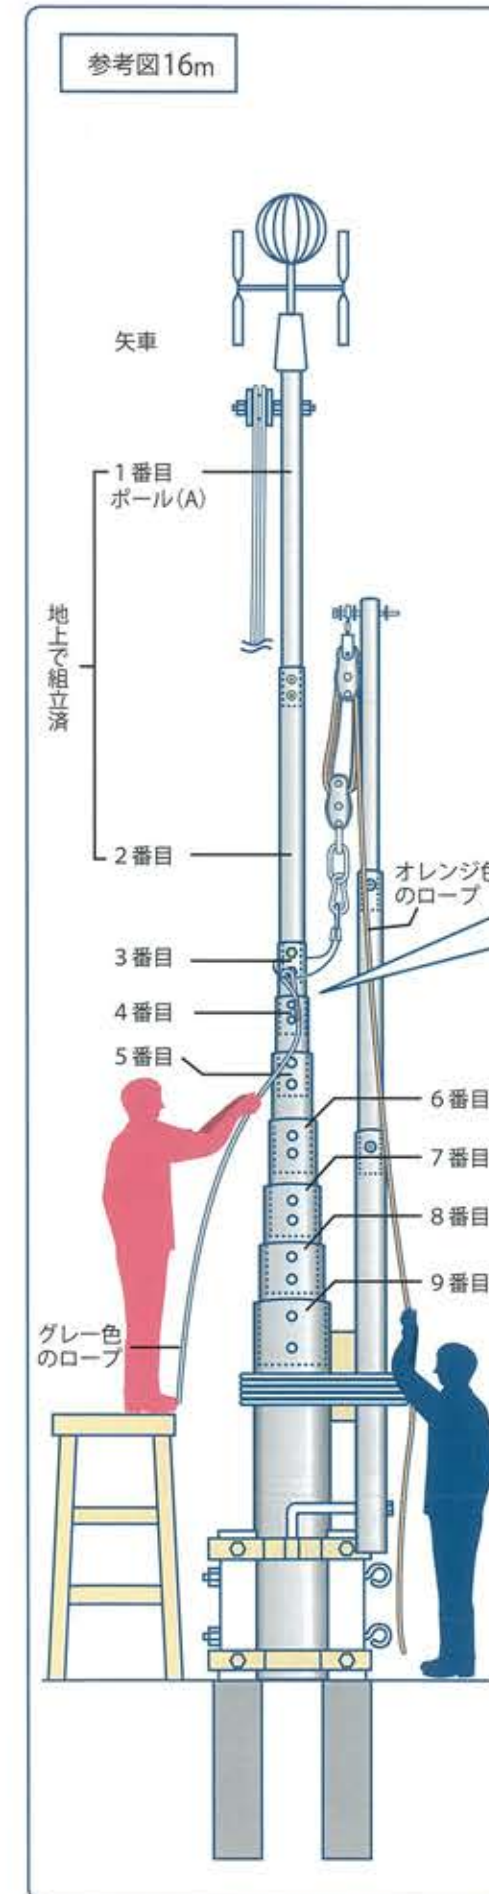 参考図16m
矢車
1番目
ポール(A)
地上で組立済
2番目
オレンジ色
のロープ
3番目
4番目
5番目
6番目
7番目
8番目
9番目
グレー色
のロープ